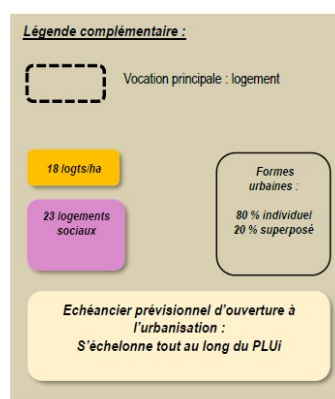 Légende complémentaire :
Vocation principale : logement
18 logts/ha
23 logements
sociaux
Formes
urbaines :
80 % individuel
20 % superposé
Echéancier prévisionnel d'ouverture à
l'urbanisation :
S'échelonne tout au long du PLUi